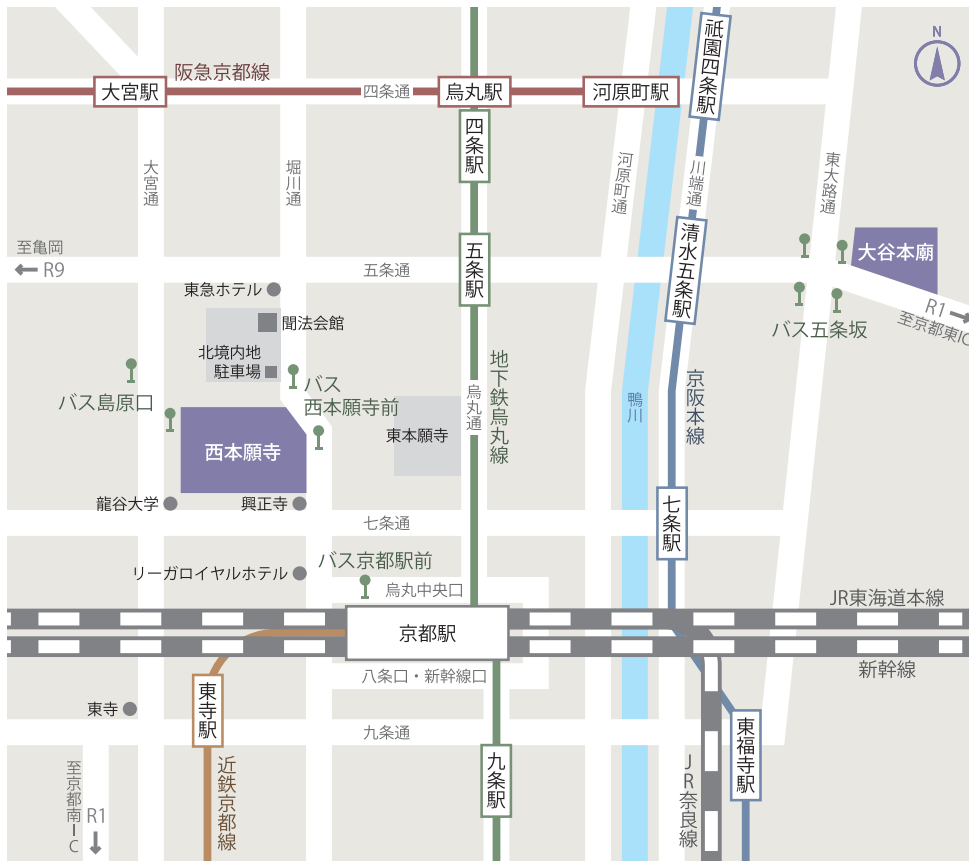 N
祇園四条駅
阪急京都線
大宮駅
四条通
烏丸駅
河原町駅
四条駅
大宮通
堀川通
河原町通
川端通
東大路通
清水五条駅
大谷本廟
至亀岡
R9
五条通
五条駅
東急ホテル
聞法会館
北境内地
駐車場
R1
至京都東IC
バス五条坂
バス島原口
バス
西本願寺前
地下鉄烏丸線
烏丸通
京阪本線
鴨川
東本願寺
西本願寺
龍谷大学
興正寺
七条通
七条駅
リーガロイヤルホテル
バス京都駅前
烏丸中央口
JR東海道本線
京都駅
新幹線
八条口・新幹線口
東寺駅
東寺
九条通
九条駅
東福寺駅
至京都南IC
R1
近鉄京都線
JR奈良線